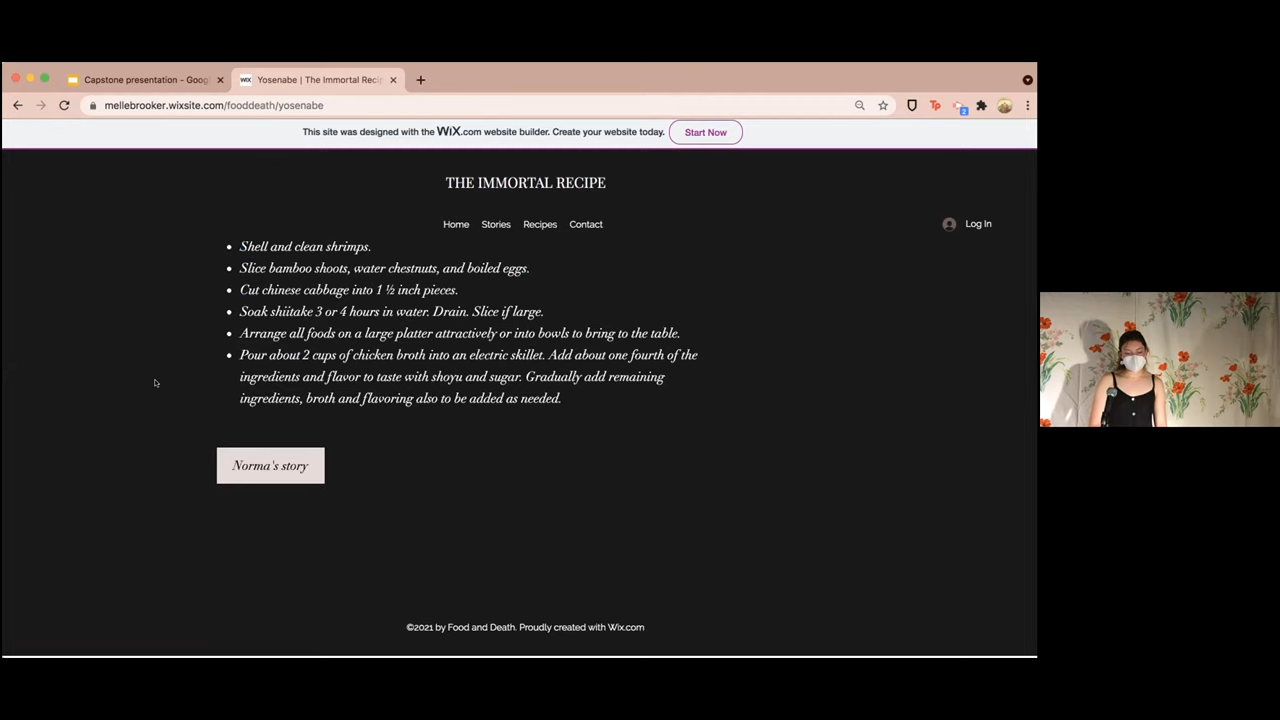 Capstone presentation - Goog
WIX
Yosenabe | The Immortal Reci
mellebrooker.wixsite.com/fooddeath/yosenabe
Tp
2
This site was designed with the WiX.com website builder. Create your website today.
Start Now
THE IMMORTAL RECIPE
Home
Stories
Recipes
Contact
Log In
• Shell and clean shrimps.
• Slice bamboo shoots, water chestnuts, and boiled eggs.
• Cut chinese cabbage into 1 ½ inch pieces.
• Soak shiitake 3 or 4 hours in water. Drain. Slice if large.
• Arrange all foods on a large platter attractively or into bowls to bring to the table.
• Pour about 2 cups of chicken broth into an electric skillet. Add about one fourth of the
ingredients and flavor to taste with shoyu and sugar. Gradually add remaining
ingredients, broth and flavoring also to be added as needed.
Norma's story
©2021 by Food and Death. Proudly created with Wix.com